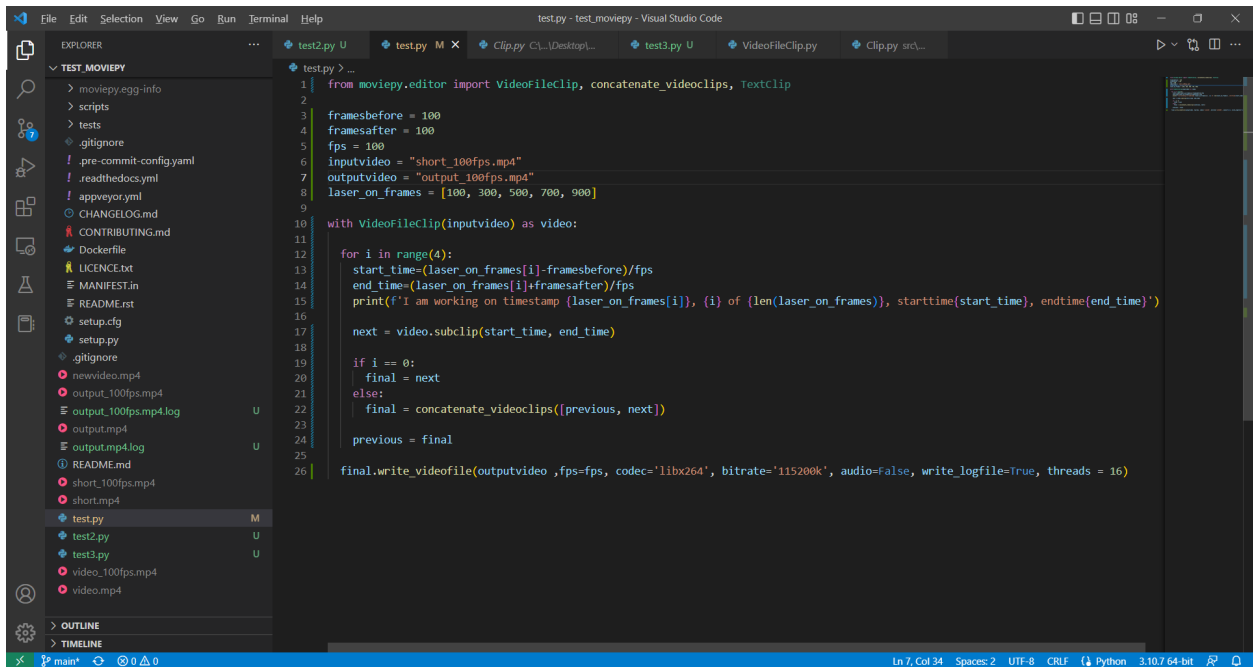 File Edit Selection View Go Run Terminal Help
test.py - test_moviepy - Visual Studio Code
EXPLORER
TEST_MOVIEPY
moviepy.egg-info
scripts
tests
.gitignore
.pre-commit-config.yaml
.readthedocs.yml
appveyor.yml
CHANGELOG.md
CONTRIBUTING.md
Dockerfile
LICENCE.txt
MANIFEST.in
README.rst
setup.cfg
setup.py
.gitignore
newvideo.mp4
output_100fps.mp4
output_100fps.mp4.log U
output.mp4
output.mp4.log U
README.md
short_100fps.mp4
short.mp4
test.py M
test2.py U
test3.py U
video_100fps.mp4
video.mp4
OUTLINE
TIMELINE
7
test2.py U test.py M Clip.py C:\...\Desktop\... test3.py U VideoFileClip.py Clip.py src\...
test.py > ...
1 from moviepy.editor import VideoFileClip, concatenate_videoclips, TextClip
2
3 framesbefore = 100
4 framesafter = 100
5 fps = 100
6 inputvideo = "short_100fps.mp4"
7 outputvideo = "output_100fps.mp4"
8 laser_on_frames = [100, 300, 500, 700, 900]
9
10 with VideoFileClip(inputvideo) as video:
11
12 for i in range(4):
13 start_time=(laser_on_frames[i]-framesbefore)/fps
14 end_time=(laser_on_frames[i]+framesafter)/fps
15 print(f'I am working on timestamp {laser_on_frames[i]}, {i} of {len(laser_on_frames)}, starttime{start_time}, endtime{end_time}')
16
17 next = video.subclip(start_time, end_time)
18
19 if i == 0:
20 final = next
21 else:
22 final = concatenate_videoclips([previous, next])
23
24 previous = final
25
26 final.write_videofile(outputvideo ,fps=fps, codec='libx264', bitrate='115200k', audio=False, write_logfile=True, threads = 16)
main* 0 0 Ln 7, Col 34 Spaces: 2 UTF-8 CRLF Python 3.10.7 64-bit